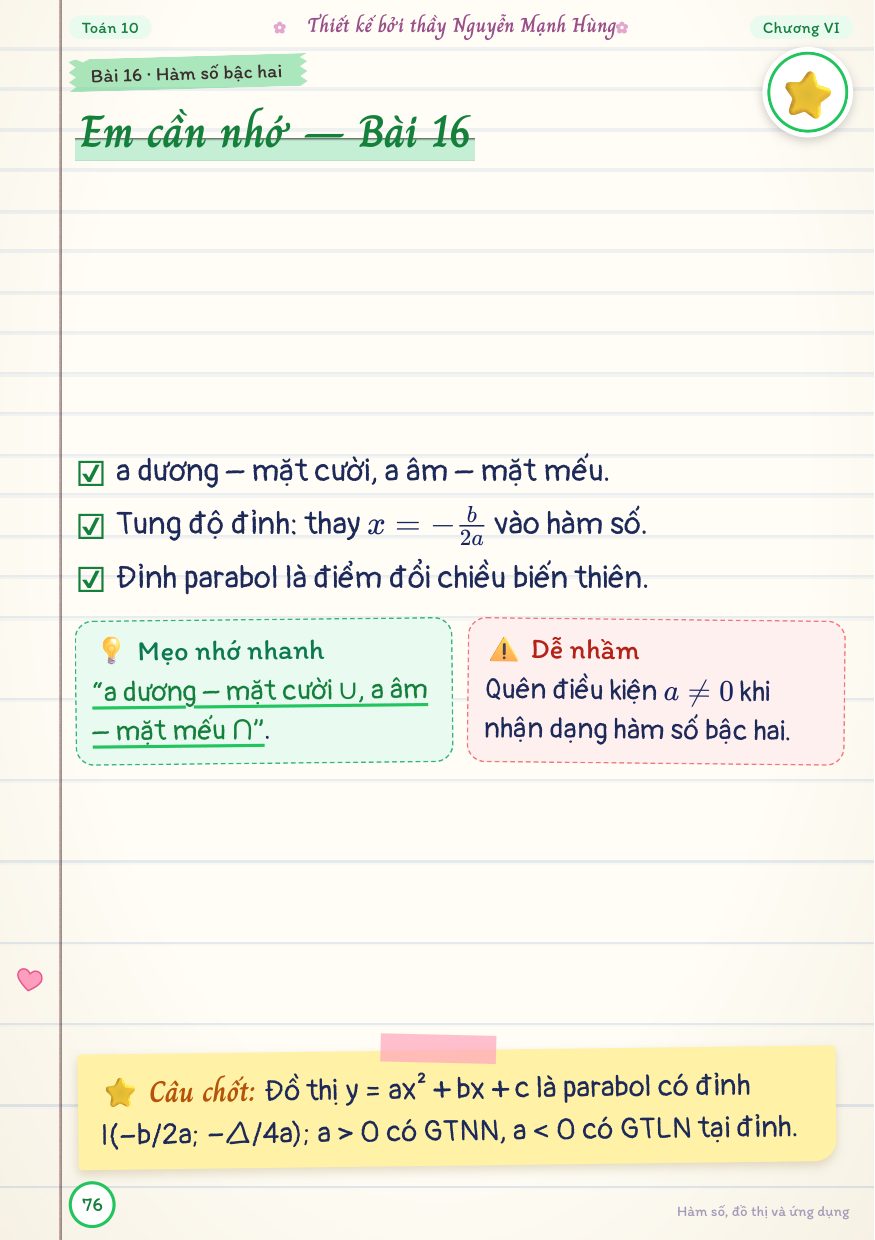 Toán 10
Thiết kế bởi thầy Nguyễn Mạnh Hùng
Chương VI
Bài 16 · Hàm số bậc hai
Em cần nhớ — Bài 16
a dương – mặt cười, a âm – mặt mếu.
Tung độ đỉnh: thay x = −b/2a vào hàm số.
Đỉnh parabol là điểm đổi chiều biến thiên.
Mẹo nhớ nhanh
“a dương – mặt cười ∪, a âm
– mặt mếu ∩”.
Dễ nhầm
Quên điều kiện a ≠ 0 khi
nhận dạng hàm số bậc hai.
Câu chốt: Đồ thị y = ax² + bx + c là parabol có đỉnh
I(−b/2a; −△/4a); a > 0 có GTNN, a < 0 có GTLN tại đỉnh.
76
Hàm số, đồ thị và ứng dụng